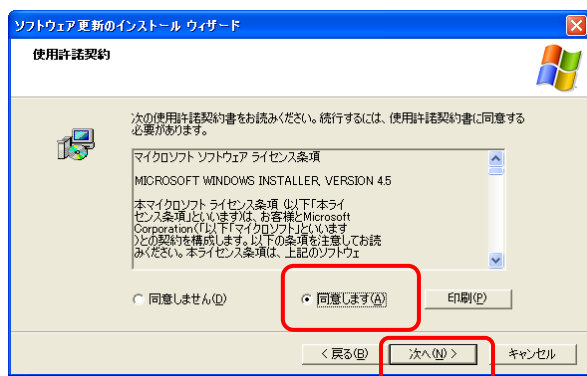 ソフトウェア更新のインストール ウィザード
使用許諾契約
次の使用許諾契約書をお読みください。続行するには、使用許諾契約書に同意する
必要があります。
マイクロソフト ソフトウェア ライセンス条項
MICROSOFT WINDOWS INSTALLER, VERSION 4.5
本マイクロソフト ライセンス条項 (以下「本ライ
センス条項」といいます)は、お客様とMicrosoft
Corporation(「以下「マイクロソフト」といいます
)との契約を構成します。以下の条項を注意してお読
みください。本ライセンス条項は、上記のソフトウェ
同意しません(D) 同意します(A) 印刷(P)
< 戻る(B) 次へ(N) > キャンセル